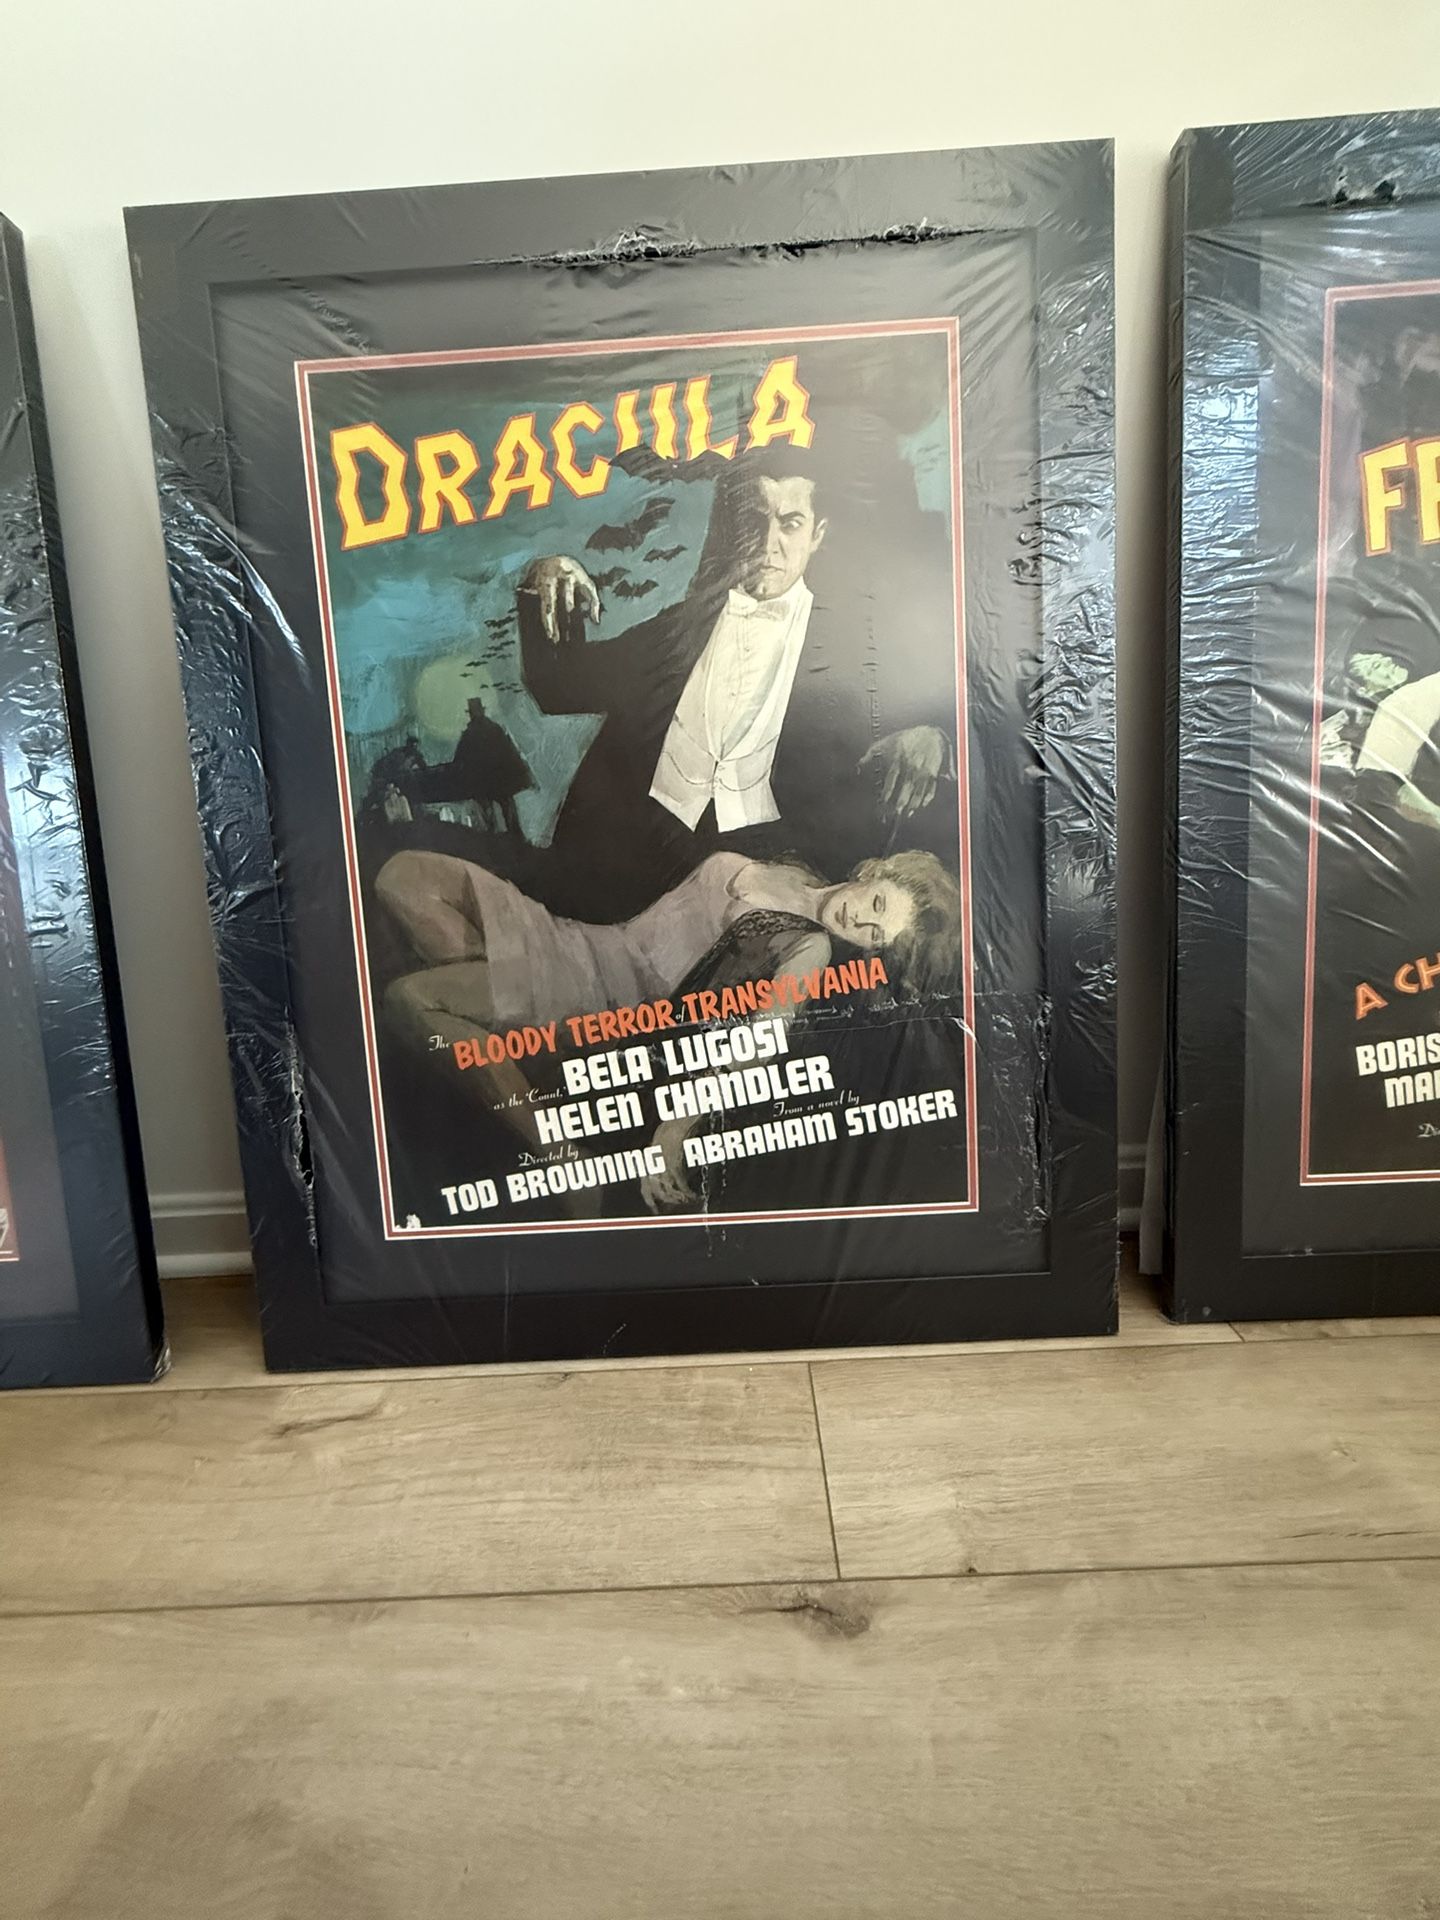 DRACULA
The BLOODY TERROR of TRANSYLVANIA
BELA LUGOSI
as the 'Count,'
HELEN CHANDLER
From a novel by
Directed by
TOD BROWNING ABRAHAM STOKER
A CH
BORIS